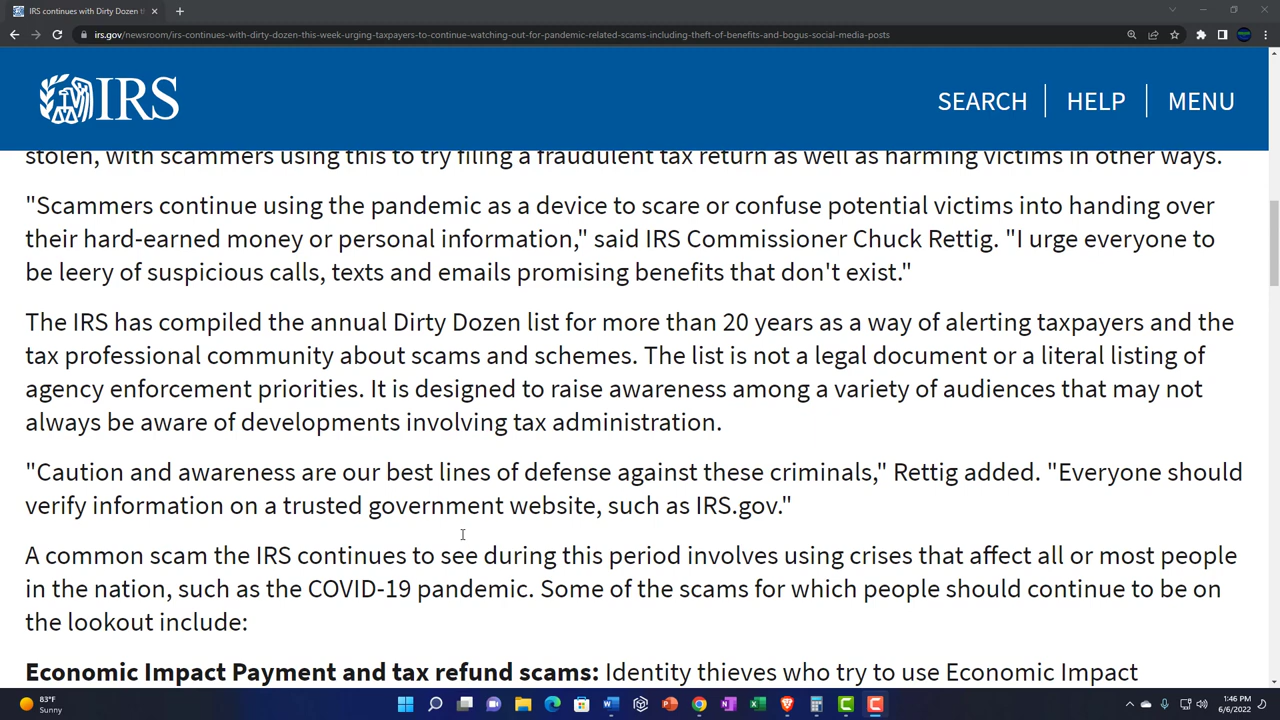 IRS continues with Dirty Dozen th
irs.gov/newsroom/irs-continues-with-dirty-dozen-this-week-urging-taxpayers-to-continue-watching-out-for-pandemic-related-scams-including-theft-of-benefits-and-bogus-social-media-posts
IRS
SEARCH HELP MENU
stolen, with scammers using this to try filing a fraudulent tax return as well as harming victims in other ways.
"Scammers continue using the pandemic as a device to scare or confuse potential victims into handing over
their hard-earned money or personal information," said IRS Commissioner Chuck Rettig. "I urge everyone to
be leery of suspicious calls, texts and emails promising benefits that don't exist."
The IRS has compiled the annual Dirty Dozen list for more than 20 years as a way of alerting taxpayers and the
tax professional community about scams and schemes. The list is not a legal document or a literal listing of
agency enforcement priorities. It is designed to raise awareness among a variety of audiences that may not
always be aware of developments involving tax administration.
"Caution and awareness are our best lines of defense against these criminals," Rettig added. "Everyone should
verify information on a trusted government website, such as IRS.gov."
A common scam the IRS continues to see during this period involves using crises that affect all or most people
in the nation, such as the COVID-19 pandemic. Some of the scams for which people should continue to be on
the lookout include:
Economic Impact Payment and tax refund scams: Identity thieves who try to use Economic Impact
83°F
Sunny
1:46 PM
6/6/2022